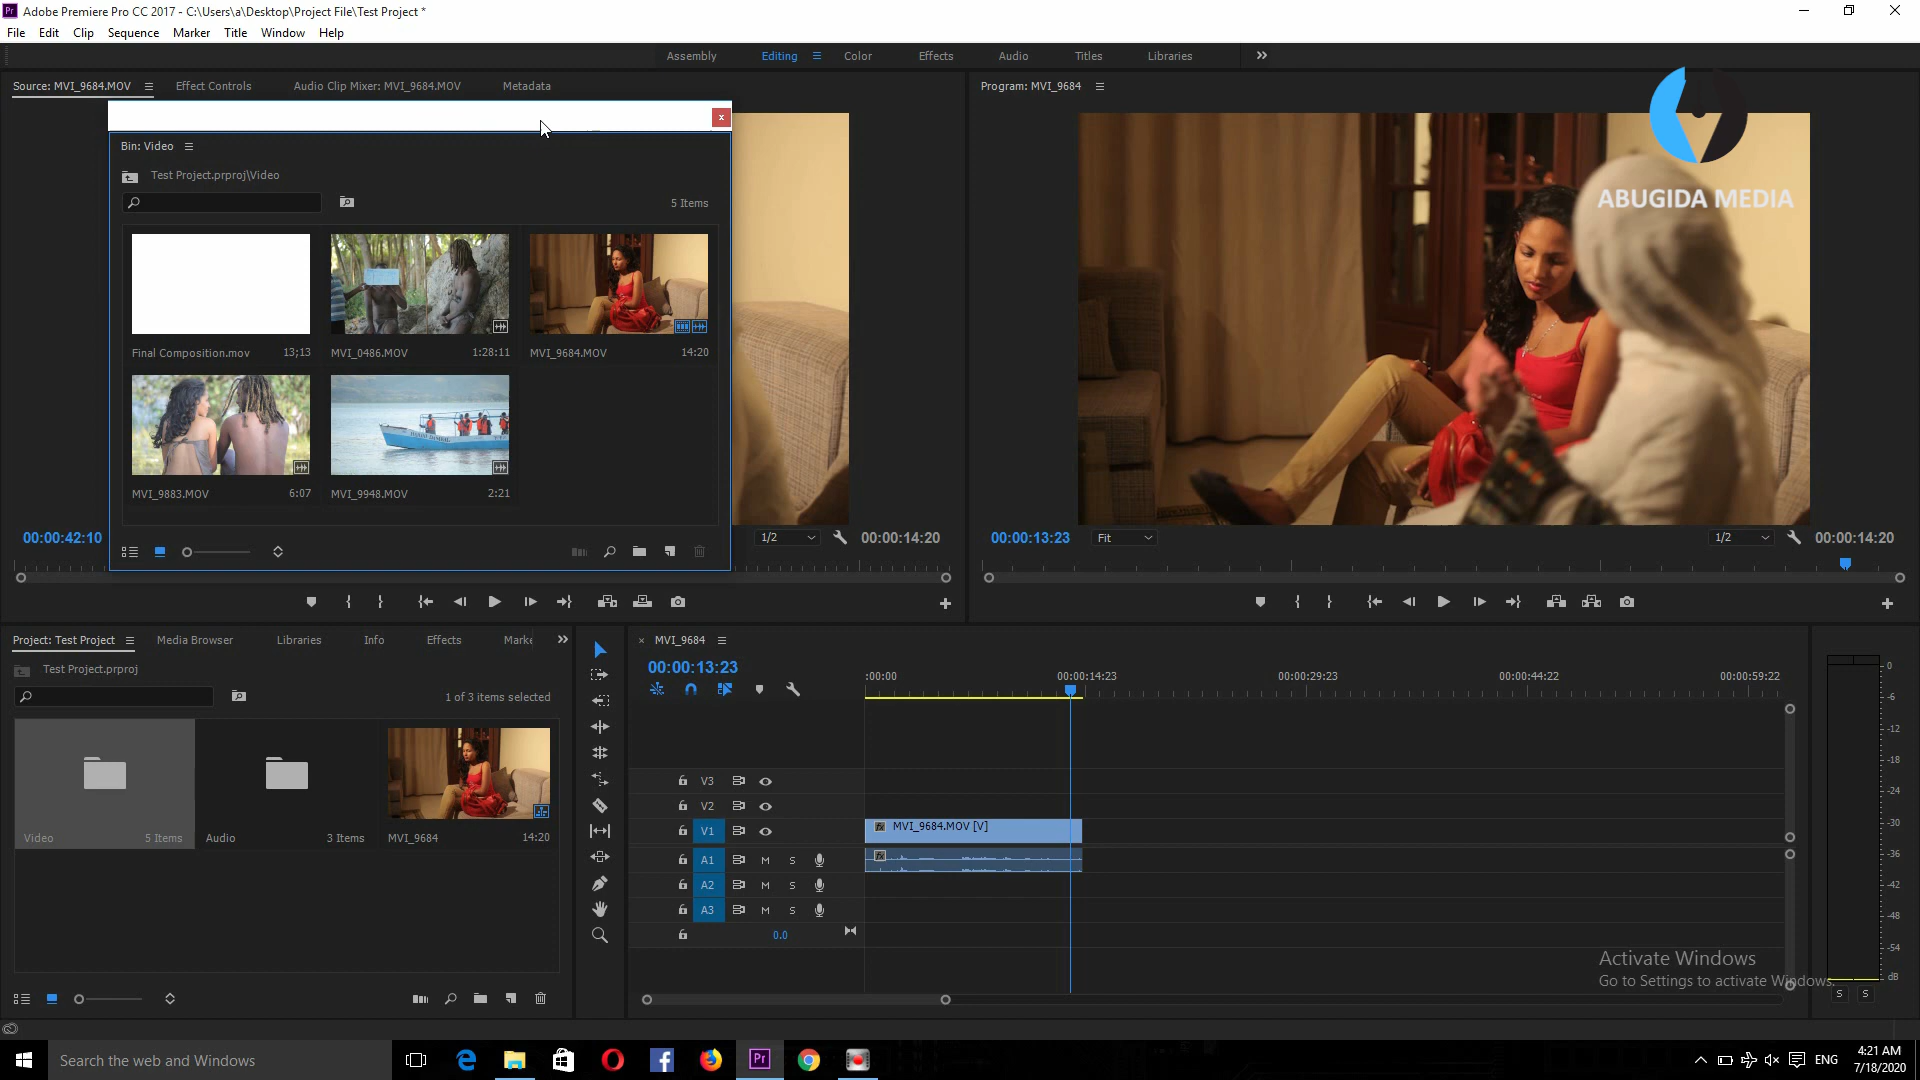 Adobe Premiere Pro CC 2017 - C:\Users\a\Desktop\Project File\Test Project *
File Edit Clip Sequence Marker Title Window Help
Assembly Editing Color Effects Audio Titles Libraries
Source: MVI_9684.MOV Effect Controls Audio Clip Mixer: MVI_9684.MOV Metadata
Program: MVI_9684
Bin: Video
Test Project.prproj\Video
5 Items
Final Composition.mov 13;13
MVI_0486.MOV 1:28:11
MVI_9684.MOV 14:20
MVI_9883.MOV 6:07
MVI_9948.MOV 2:21
ABUGIDA MEDIA
00:00:42:10 1/2 00:00:14:20
00:00:13:23 Fit 1/2 00:00:14:20
Project: Test Project Media Browser Libraries Info Effects Marke
Test Project.prproj
1 of 3 items selected
Video 5 Items
Audio 3 Items
MVI_9684 14:20
MVI_9684
00:00:13:23
:00:00 00:00:14:23 00:00:29:23 00:00:44:22 00:00:59:22
V3
V2
V1 MVI_9684.MOV [V]
A1 M S
A2 M S
A3 M S
0.0
0
-6
-12
-18
-24
-30
-36
-42
-48
-54
dB
S S
Activate Windows
Go to Settings to activate Windows.
Search the web and Windows
Pr
ENG
4:21 AM
7/18/2020